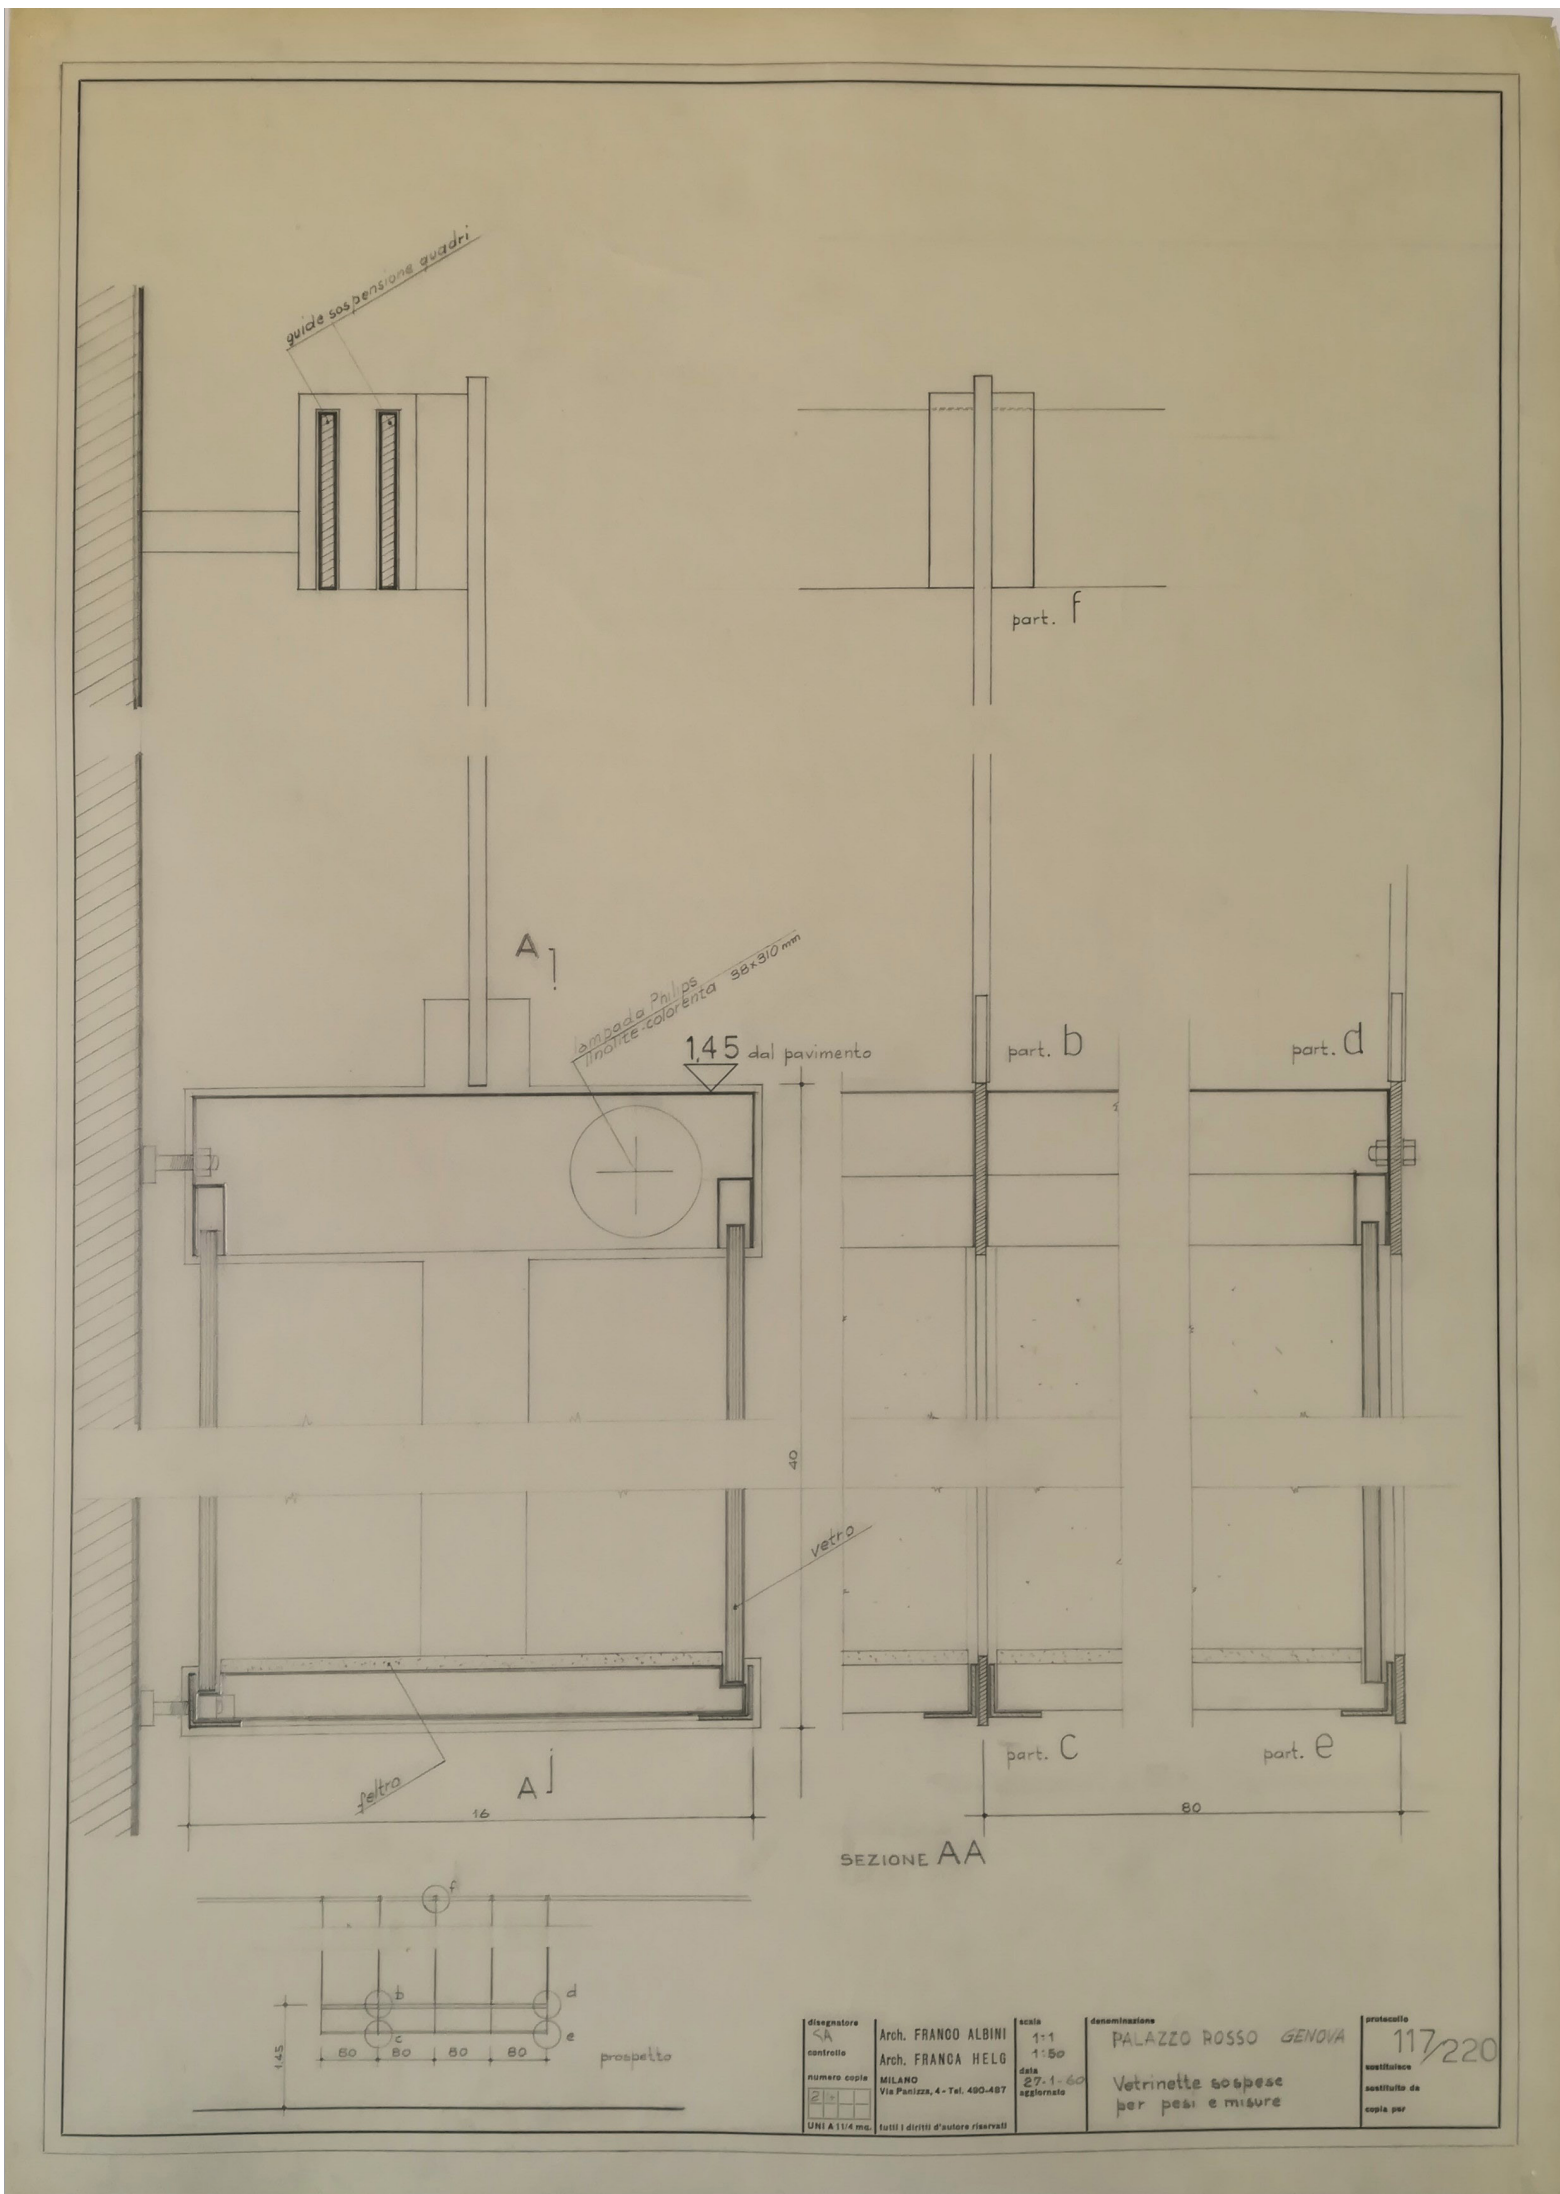 guide sospensione quadri
part. f
A
lampada Philips
linolite-colorenta 38x310 mm
1,45 dal pavimento
part. b
part. d
40
vetro
feltro
A
16
part. c
part. e
80
SEZIONE AA
f
b
d
c
e
145
80 80 80 80
prospetto
disegnatore
SA
controllo
numero copie
2
UNI A 1 1/4 mq.
Arch. FRANCO ALBINI
Arch. FRANCA HELG
MILANO
Via Panizza, 4 - Tel. 490-487
tutti i diritti d'autore riservati
scala
1:1
1:50
data
27-1-60
aggiornato
denominazione
PALAZZO ROSSO GENOVA
Vetrinette sospese
per pesi e misure
protocollo
117/220
sostituisce
sostituito da
copia per